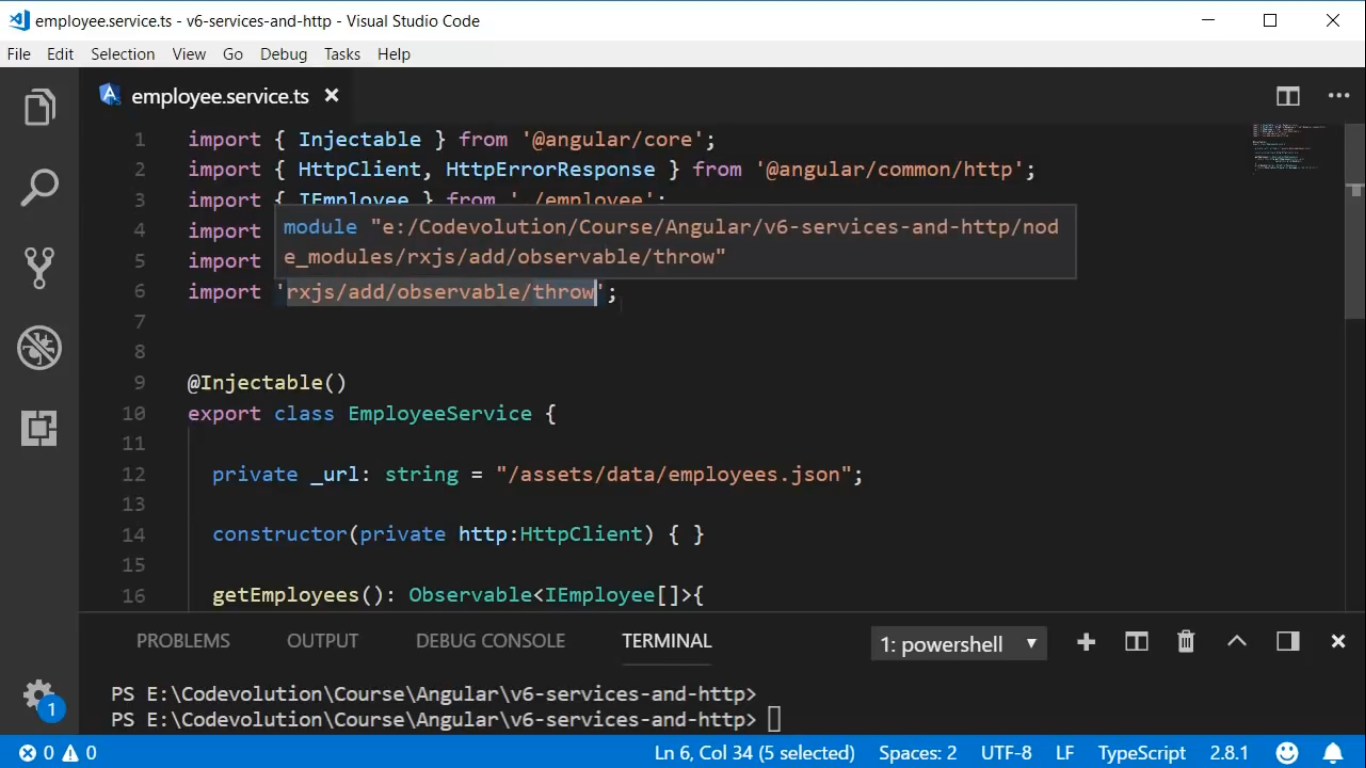 employee.service.ts - v6-services-and-http - Visual Studio Code
File Edit Selection View Go Debug Tasks Help
employee.service.ts
1 import { Injectable } from '@angular/core';
2 import { HttpClient, HttpErrorResponse } from '@angular/common/http';
3 import { IEmployee } from './employee';
4 import
module "e:/Codevolution/Course/Angular/v6-services-and-http/nod
5 import
e_modules/rxjs/add/observable/throw"
6 import 'rxjs/add/observable/throw';
7
8
9 @Injectable()
10 export class EmployeeService {
11
12 private _url: string = "/assets/data/employees.json";
13
14 constructor(private http:HttpClient) { }
15
16 getEmployees(): Observable<IEmployee[]>{
PROBLEMS OUTPUT DEBUG CONSOLE TERMINAL 1: powershell
PS E:\Codevolution\Course\Angular\v6-services-and-http>
PS E:\Codevolution\Course\Angular\v6-services-and-http>
1
0 0 Ln 6, Col 34 (5 selected) Spaces: 2 UTF-8 LF TypeScript 2.8.1